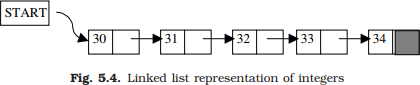 START
30 31 32 33 34
Fig. 5.4. Linked list representation of integers